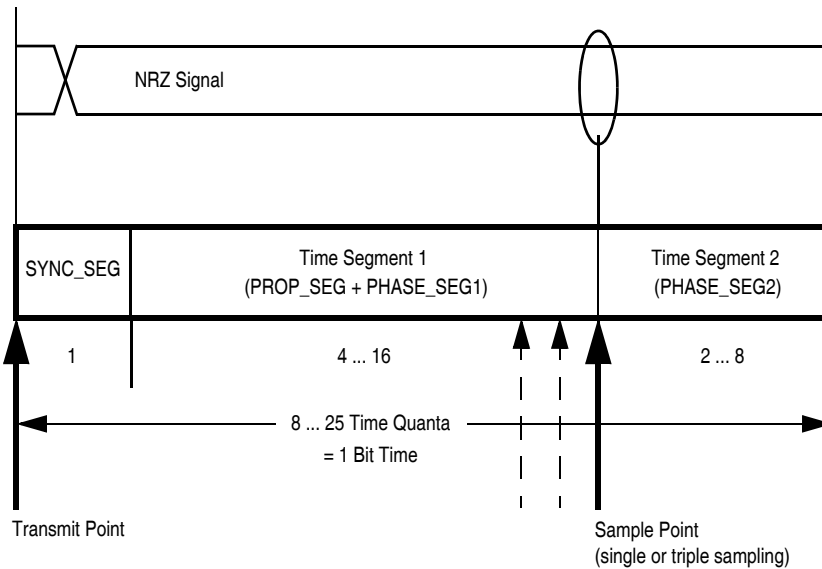 NRZ Signal
SYNC_SEG
Time Segment 1
(PROP_SEG + PHASE_SEG1)
Time Segment 2
(PHASE_SEG2)
1
4 ... 16
2 ... 8
8 ... 25 Time Quanta
= 1 Bit Time
Transmit Point
Sample Point
(single or triple sampling)